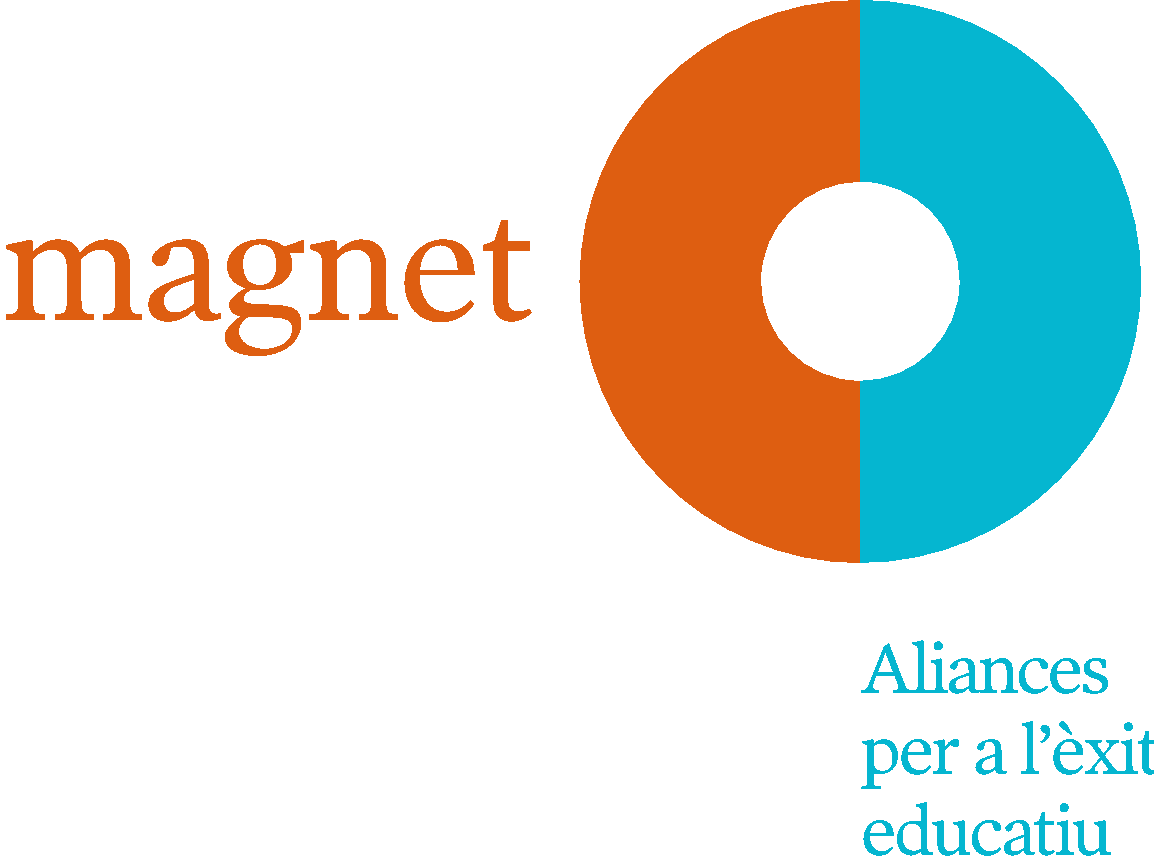 magnet
Aliances
per a l’èxit
educatiu